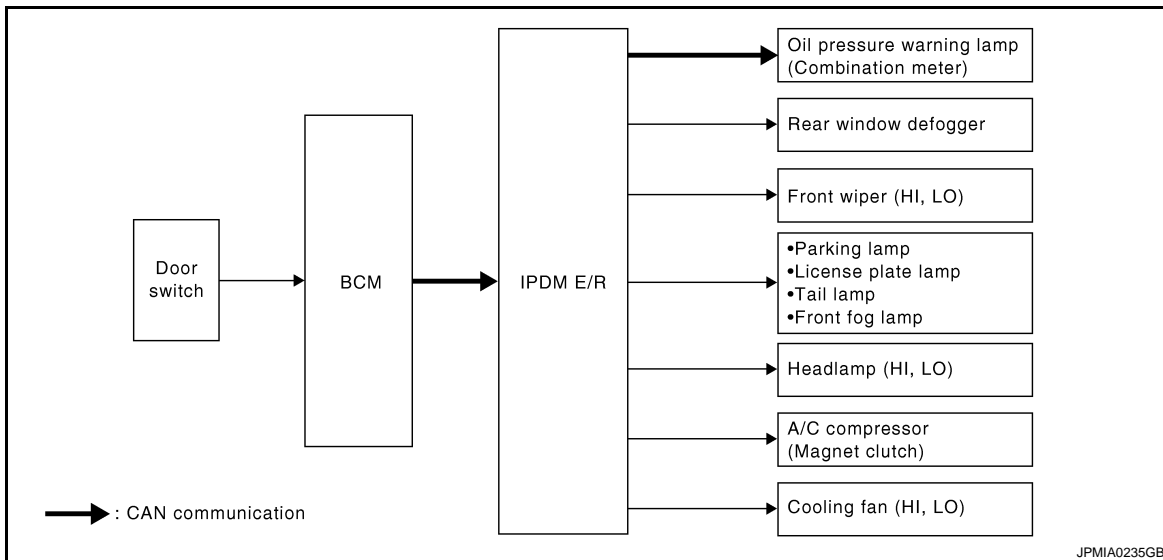 Door
switch
BCM
IPDM E/R
Oil pressure warning lamp
(Combination meter)
Rear window defogger
Front wiper (HI, LO)
•Parking lamp
•License plate lamp
•Tail lamp
•Front fog lamp
Headlamp (HI, LO)
A/C compressor
(Magnet clutch)
Cooling fan (HI, LO)
: CAN communication
JPMIA0235GB